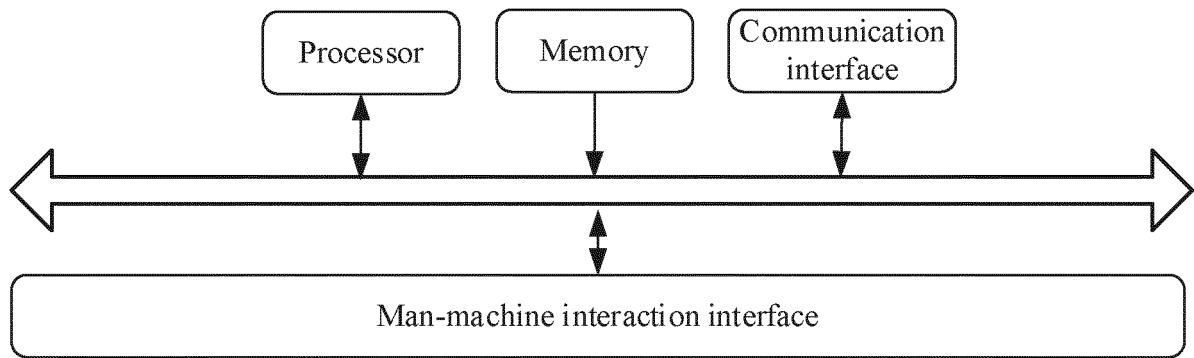 Processor
Memory
Communication
interface
Man-machine interaction interface